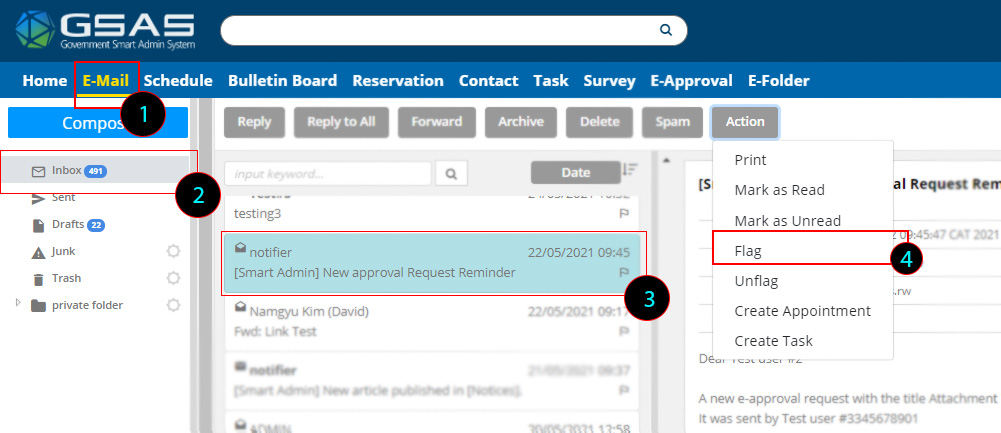 GSAS
Government Smart Admin System
Home E-Mail Schedule Bulletin Board Reservation Contact Task Survey E-Approval E-Folder
1
Compos
Reply Reply to All Forward Archive Delete Spam Action
Inbox 491
2
Sent
Drafts 22
Junk
Trash
private folder
input keyword... Date
testing3
notifier 22/05/2021 09:45
[Smart Admin] New approval Request Reminder
3
Namgyu Kim (David) 22/05/2021 09:17
Fwd: Link Test
notifier 21/05/2021 09:37
[Smart Admin] New article published in [Notices].
ADMIN. 20/05/2021 12:58
Print
Mark as Read
Mark as Unread
Flag
4
Unflag
Create Appointment
Create Task
[S al Request Rem
09:45:47 CAT 2021
s.rw
Dear Test user #2
A new e-approval request with the title Attachment
It was sent by Test user #3345678901